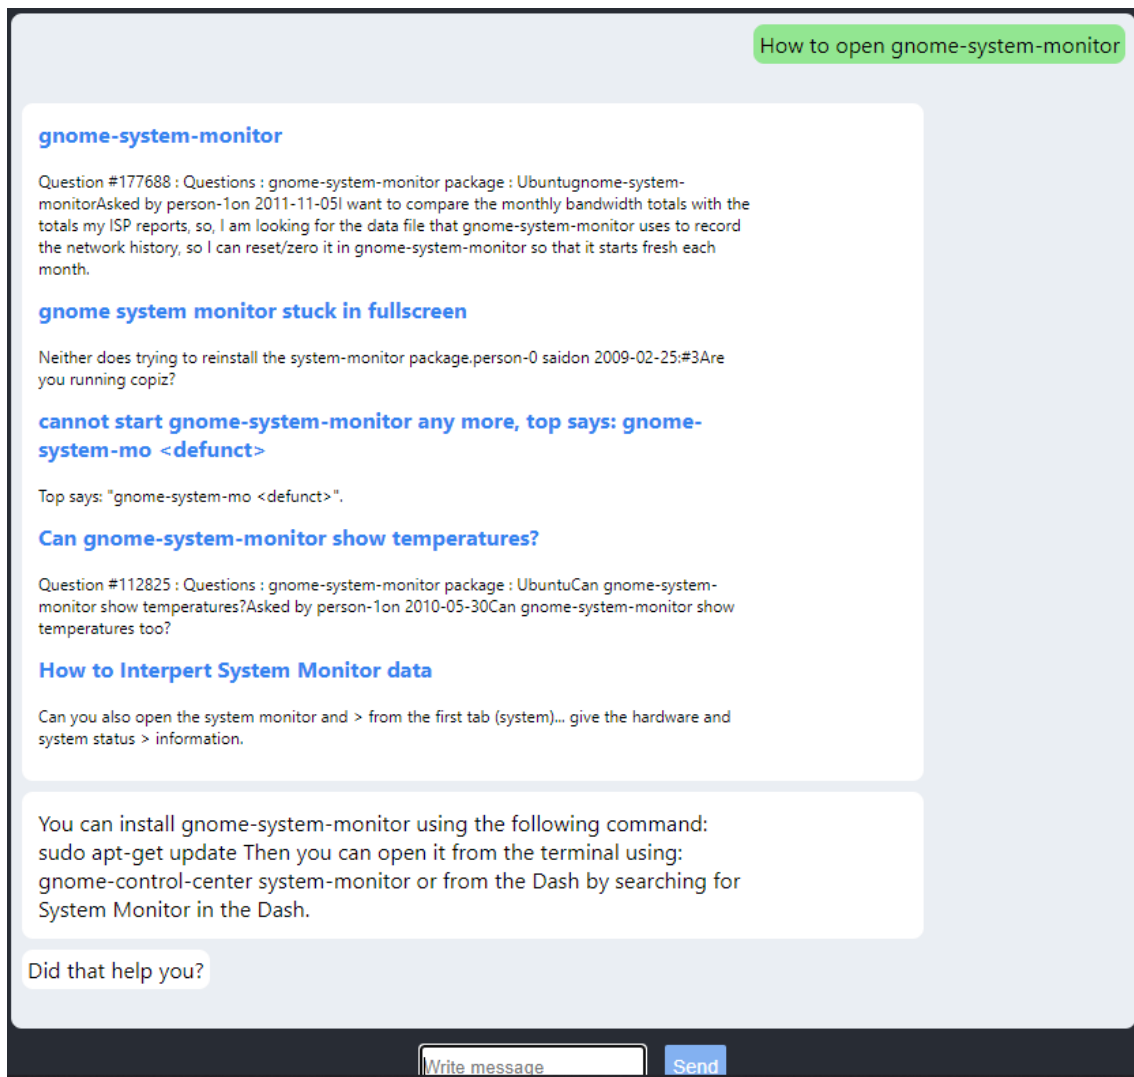 How to open gnome-system-monitor
gnome-system-monitor
Question #177688 : Questions : gnome-system-monitor package : Ubuntugnome-system-
monitorAsked by person-1on 2011-11-05I want to compare the monthly bandwidth totals with the
totals my ISP reports, so, I am looking for the data file that gnome-system-monitor uses to record
the network history, so I can reset/zero it in gnome-system-monitor so that it starts fresh each
month.
gnome system monitor stuck in fullscreen
Neither does trying to reinstall the system-monitor package.person-0 saidon 2009-02-25:#3Are
you running copiz?
cannot start gnome-system-monitor any more, top says: gnome-
system-mo <defunct>
Top says: "gnome-system-mo <defunct>".
Can gnome-system-monitor show temperatures?
Question #112825 : Questions : gnome-system-monitor package : UbuntuCan gnome-system-
monitor show temperatures?Asked by person-1on 2010-05-30Can gnome-system-monitor show
temperatures too?
How to Interpert System Monitor data
Can you also open the system monitor and > from the first tab (system)... give the hardware and
system status > information.
You can install gnome-system-monitor using the following command:
sudo apt-get update Then you can open it from the terminal using:
gnome-control-center system-monitor or from the Dash by searching for
System Monitor in the Dash.
Did that help you?
Write message
Send